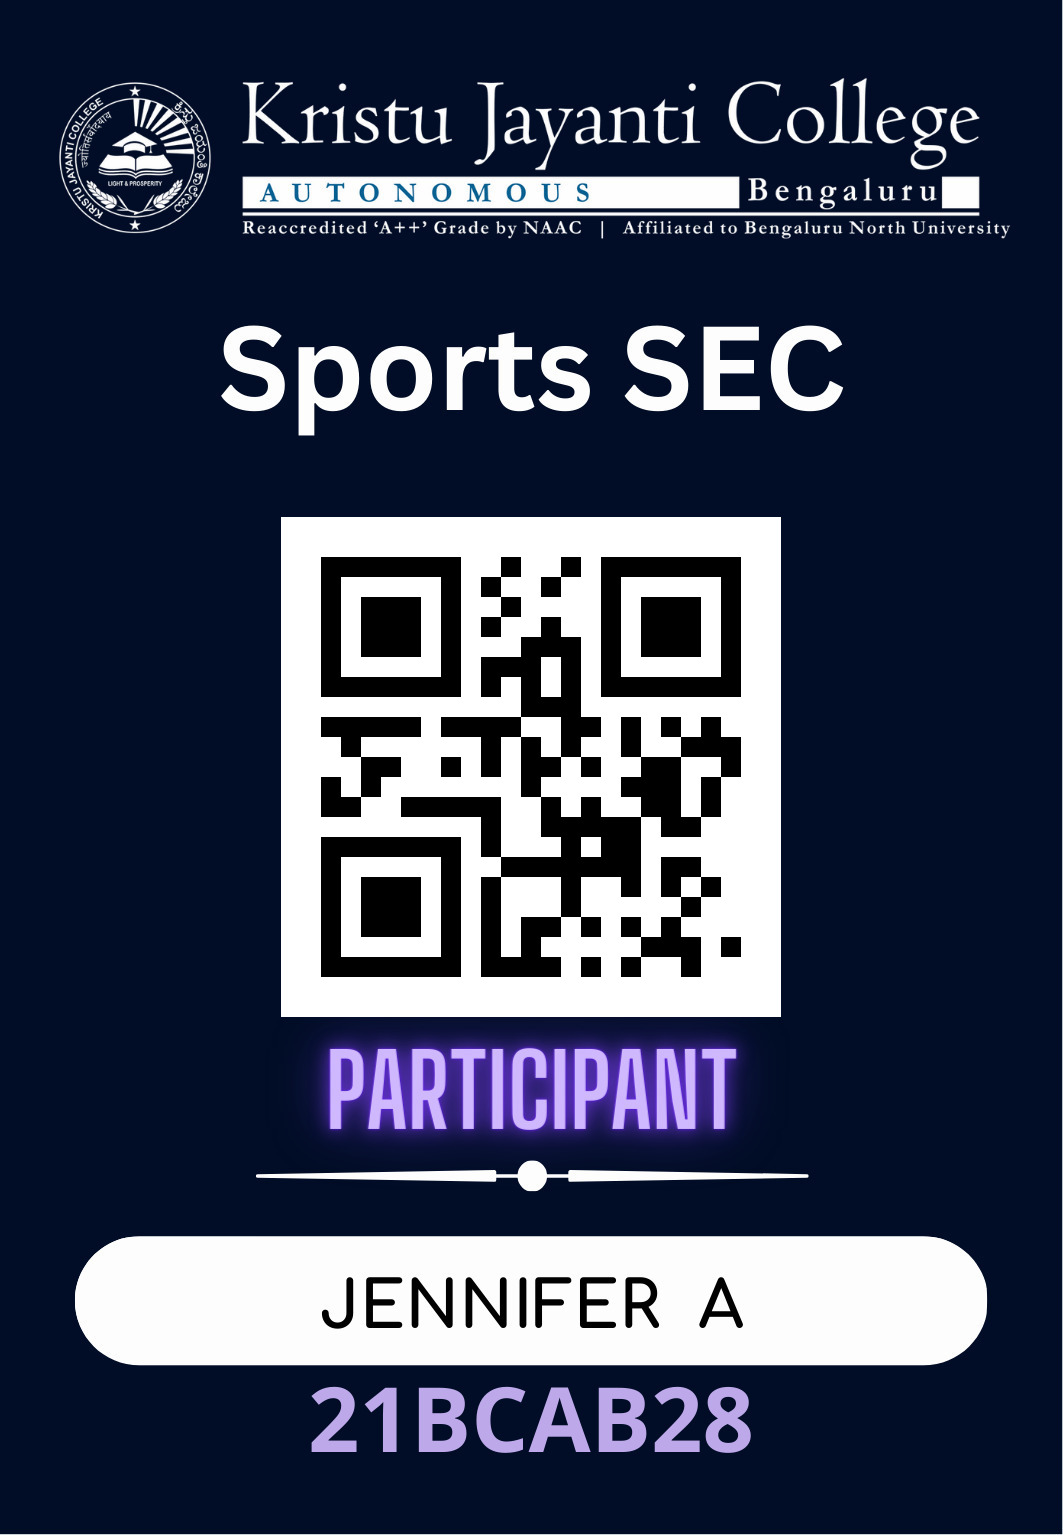 Kristu Jayanti College
AUTONOMOUS Bengaluru
Reaccredited 'A++' Grade by NAAC | Affiliated to Bengaluru North University
KRISTU JAYANTI COLLEGE
LIGHT & PROSPERITY
Sports SEC
PARTICIPANT
JENNIFER A
21BCAB28